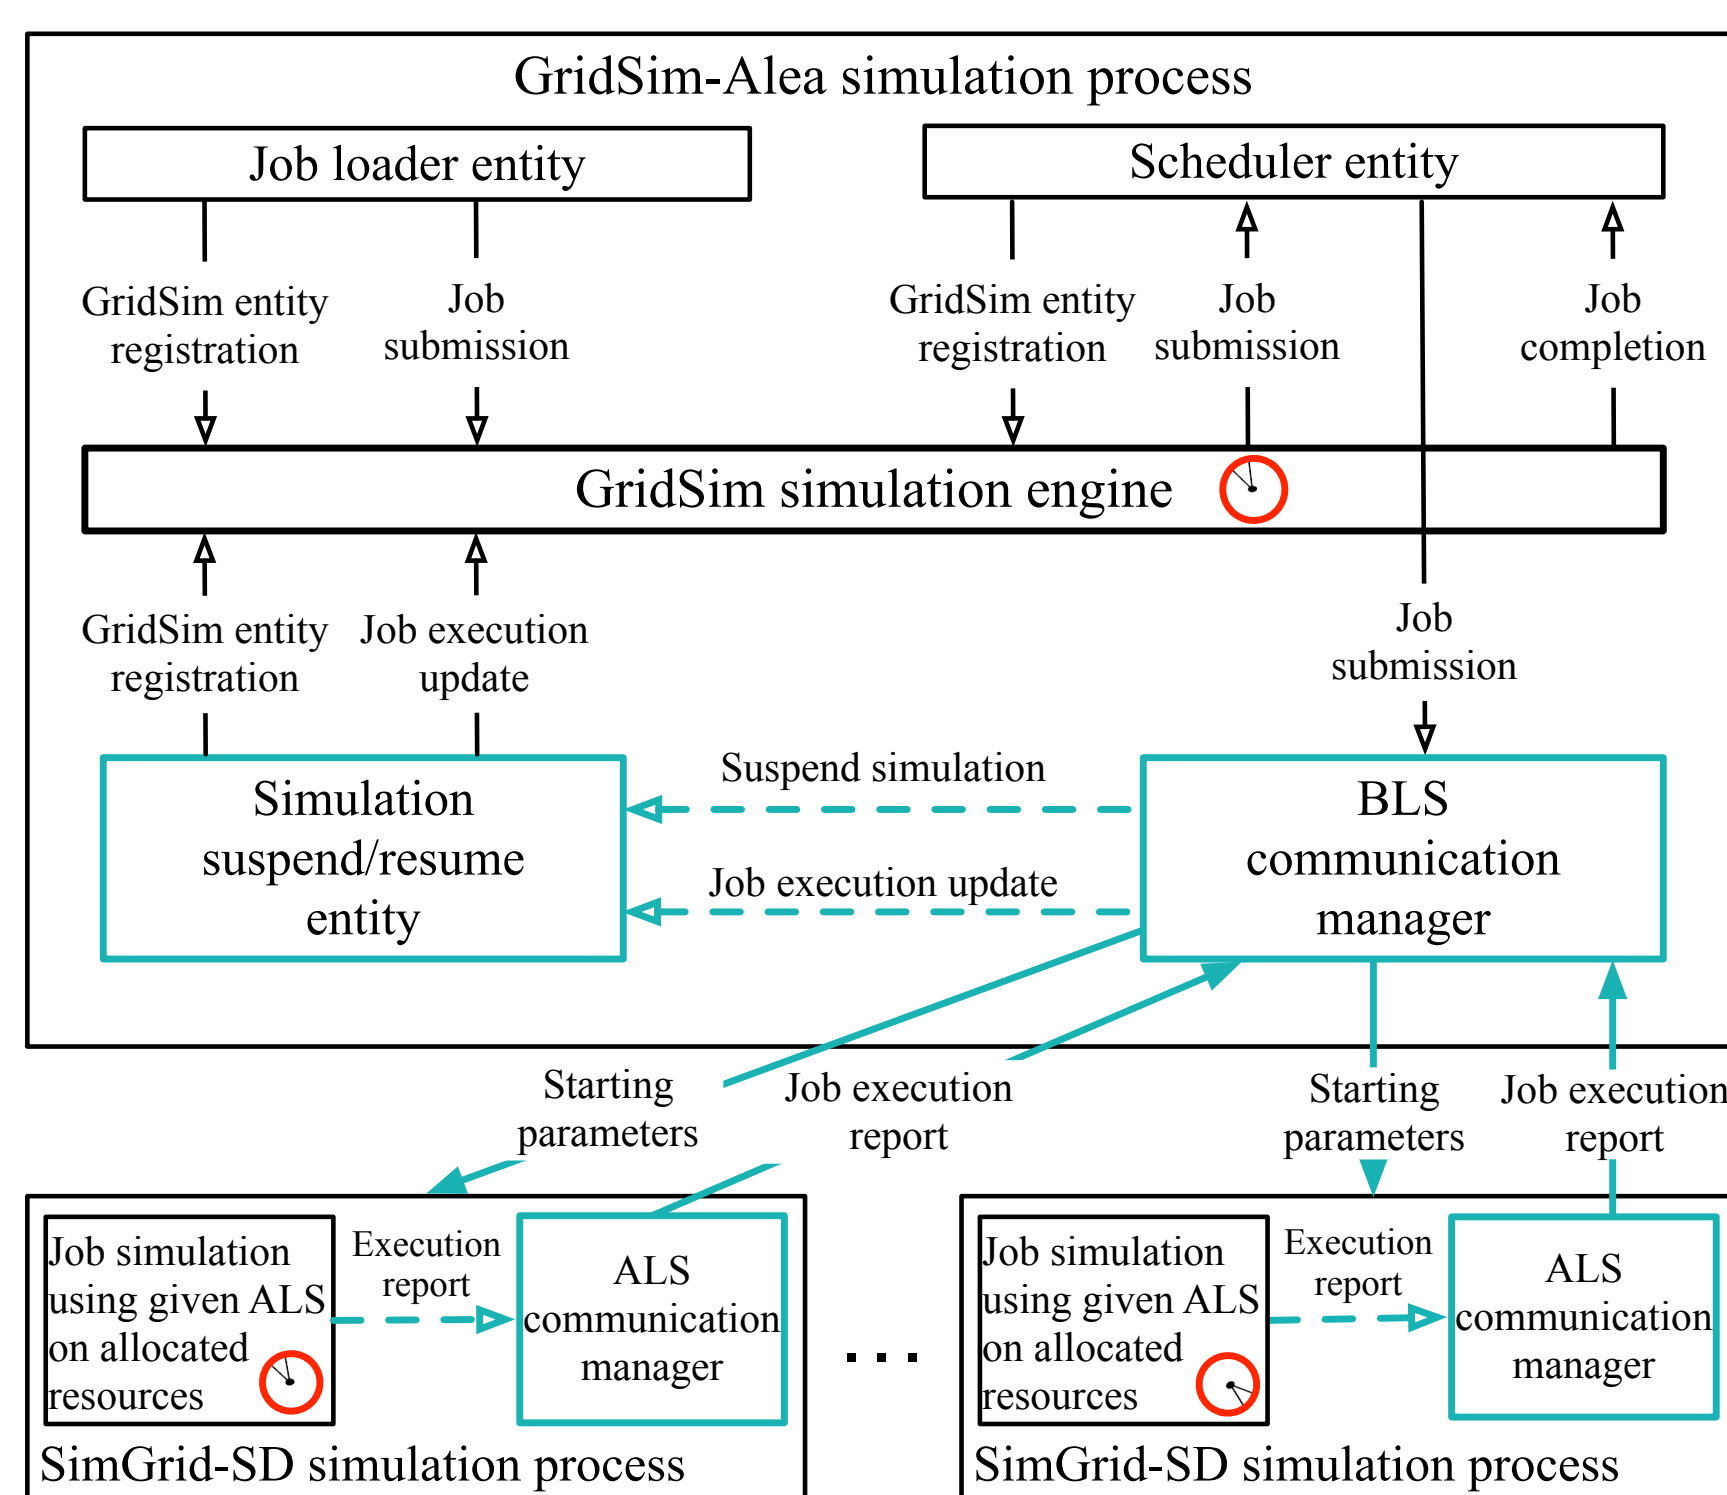 GridSim-Alea simulation process
Job loader entity
Scheduler entity
GridSim entity
registration
Job
submission
GridSim entity
registration
Job
submission
Job
completion
GridSim simulation engine
GridSim entity
registration
Job execution
update
Job
submission
Simulation
suspend/resume
entity
Suspend simulation
Job execution update
BLS
communication
manager
Starting
parameters
Job execution
report
Starting
parameters
Job execution
report
Job simulation
using given ALS
on allocated
resources
Execution
report
ALS
communication
manager
SimGrid-SD simulation process
...
Job simulation
using given ALS
on allocated
resources
Execution
report
ALS
communication
manager
SimGrid-SD simulation process